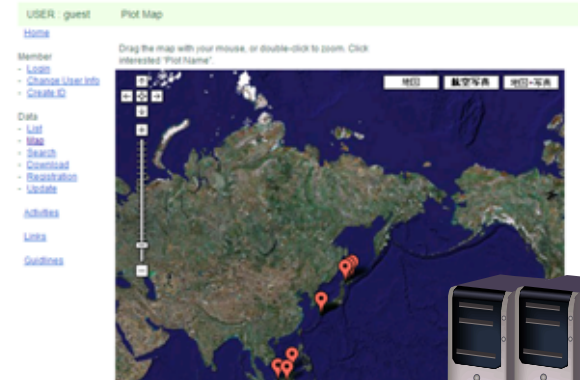 USER : guest Plot Map
Home
Drag the map with your mouse, or double-click to zoom. Click
interested "Plot Name".
Member
- Login
- Change User Info
- Create ID
Data
- List
- Map
- Search
- Download
- Registration
- Update
Activities
Links
Guidlines
地図 航空写真 地図+写真